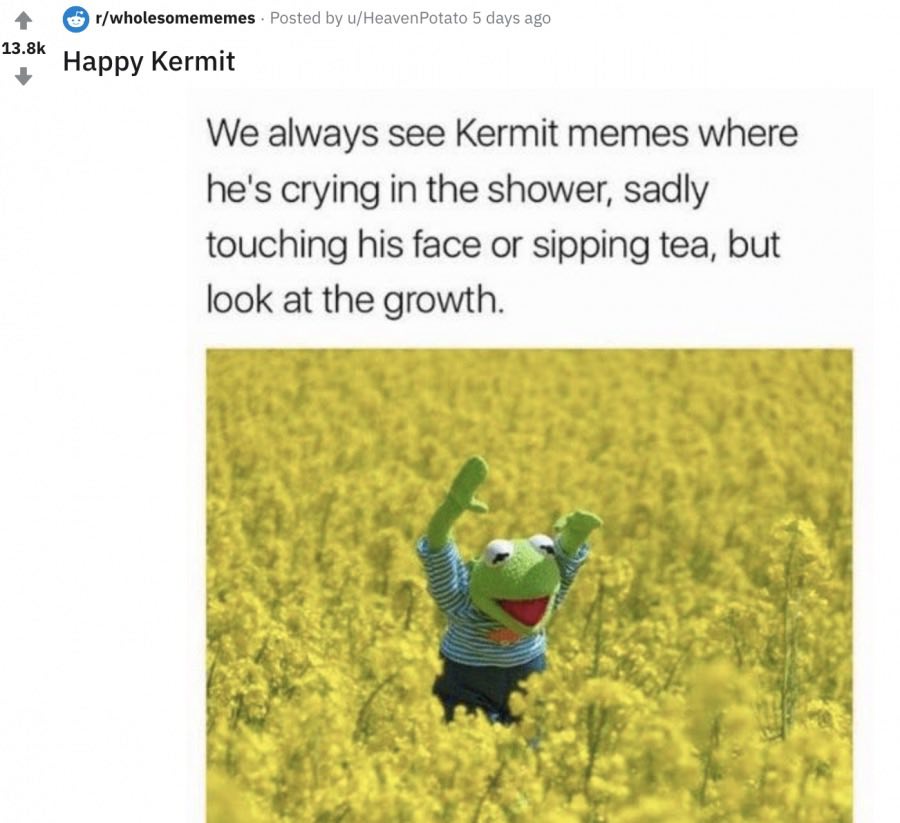 r/wholesomememes · Posted by u/HeavenPotato 5 days ago
13.8k
Happy Kermit
We always see Kermit memes where
he's crying in the shower, sadly
touching his face or sipping tea, but
look at the growth.